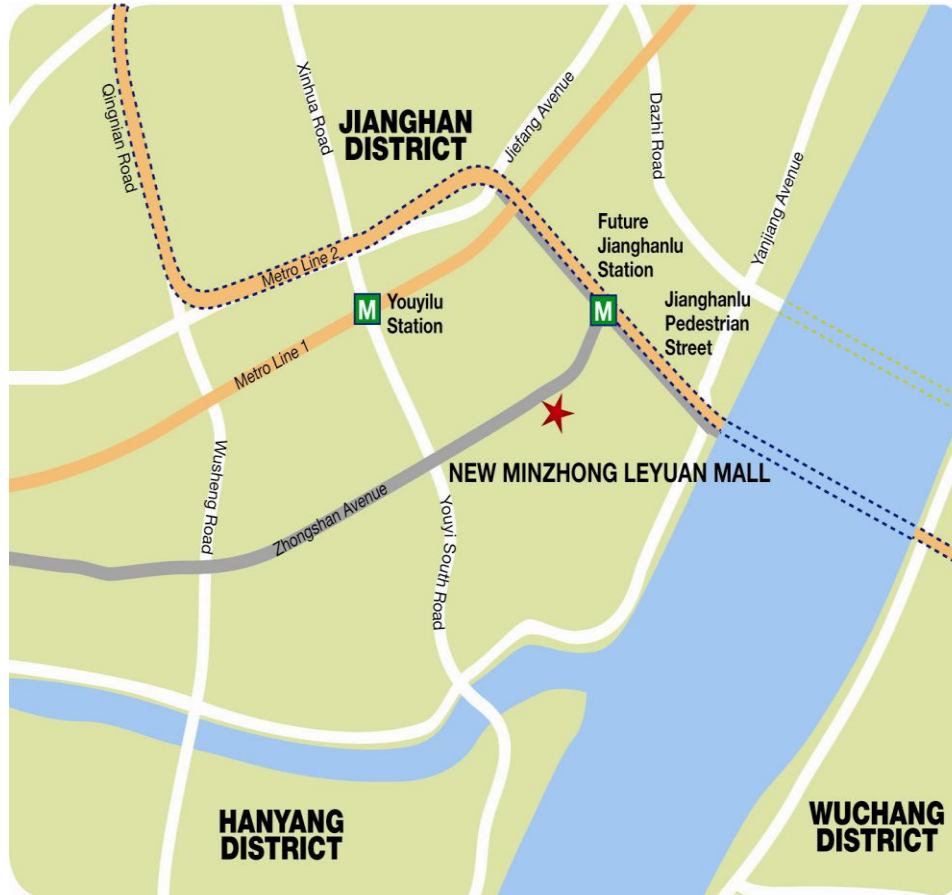 Qingnian Road
Xinhua Road
JIANGHAN
DISTRICT
Jiefang Avenue
Dazhi Road
Yanjiang Avenue
Future
Jianghanlu
Station
Metro Line 2
M
Youyilu
Station
M
Jianghanlu
Pedestrian
Street
Metro Line 1
NEW MINZHONG LEYUAN MALL
Wusheng Road
Zhongshan Avenue
Youyi South Road
HANYANG
DISTRICT
WUCHANG
DISTRICT